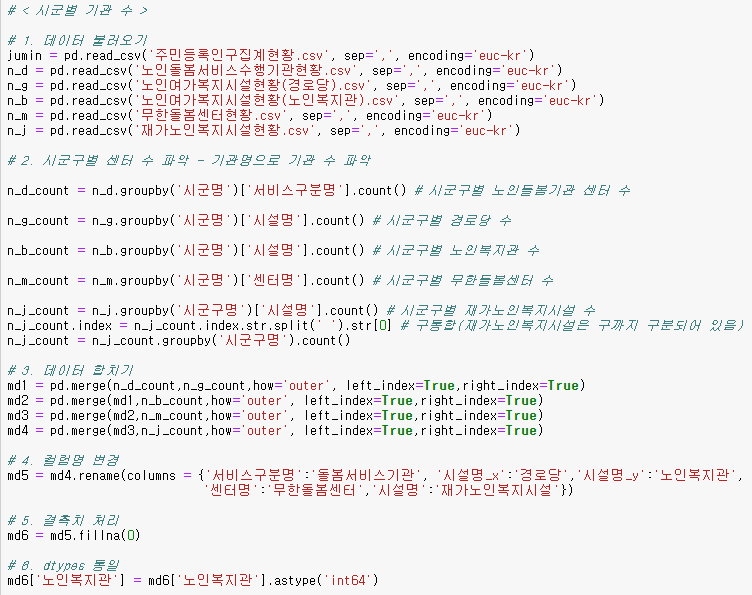 # < 시군별 기관 수 >
# 1. 데이터 불러오기
jumin = pd.read_csv('주민등록인구집계현황.csv', sep=',', encoding='euc-kr')
n_d = pd.read_csv('노인돌봄서비스수행기관현황.csv', sep=',', encoding='euc-kr')
n_g = pd.read_csv('노인여가복지시설현황(경로당).csv', sep=',', encoding='euc-kr')
n_b = pd.read_csv('노인여가복지시설현황(노인복지관).csv', sep=',', encoding='euc-kr')
n_m = pd.read_csv('무한돌봄센터현황.csv', sep=',', encoding='euc-kr')
n_j = pd.read_csv('재가노인복지시설현황.csv', sep=',', encoding='euc-kr')
# 2. 시군구별 센터 수 파악 - 기관명으로 기관 수 파악
n_d_count = n_d.groupby('시군명')['서비스구분명'].count() # 시군구별 노인돌봄기관 센터 수
n_g_count = n_g.groupby('시군명')['시설명'].count() # 시군구별 경로당 수
n_b_count = n_b.groupby('시군명')['시설명'].count() # 시군구별 노인복지관 수
n_m_count = n_m.groupby('시군명')['센터명'].count() # 시군구별 무한돌봄센터 수
n_j_count = n_j.groupby('시군구명')['시설명'].count() # 시군구별 재가노인복지시설 수
n_j_count.index = n_j_count.index.str.split(' ').str[0] # 구통합(재가노인복지시설은 구까지 구분되어 있음)
n_j_count = n_j_count.groupby('시군구명').count()
# 3. 데이터 합치기
md1 = pd.merge(n_d_count,n_g_count,how='outer', left_index=True,right_index=True)
md2 = pd.merge(md1,n_b_count,how='outer', left_index=True,right_index=True)
md3 = pd.merge(md2,n_m_count,how='outer', left_index=True,right_index=True)
md4 = pd.merge(md3,n_j_count,how='outer', left_index=True,right_index=True)
# 4. 컬럼명 변경
md5 = md4.rename(columns = {'서비스구분명':'돌봄서비스기관', '시설명_x':'경로당','시설명_y':'노인복지관',
'센터명':'무한돌봄센터','시설명':'재가노인복지시설'})
# 5. 결측치 처리
md6 = md5.fillna(0)
# 6. dtypes 통일
md6['노인복지관'] = md6['노인복지관'].astype('int64')